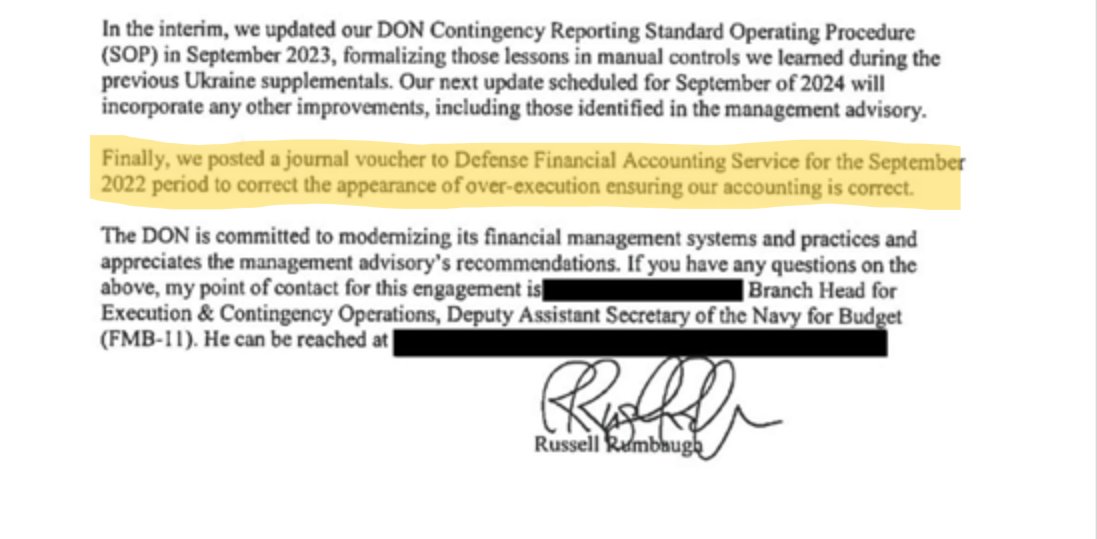 In the interim, we updated our DON Contingency Reporting Standard Operating Procedure
(SOP) in September 2023, formalizing those lessons in manual controls we learned during the
previous Ukraine supplementals. Our next update scheduled for September of 2024 will
incorporate any other improvements, including those identified in the management advisory.
Finally, we posted a journal voucher to Defense Financial Accounting Service for the September
2022 period to correct the appearance of over-execution ensuring our accounting is correct.
The DON is committed to modernizing its financial management systems and practices and
appreciates the management advisory's recommendations. If you have any questions on the
above, my point of contact for this engagement is Branch Head for
Execution & Contingency Operations, Deputy Assistant Secretary of the Navy for Budget
(FMB-11). He can be reached at
Russell Rumbaugh